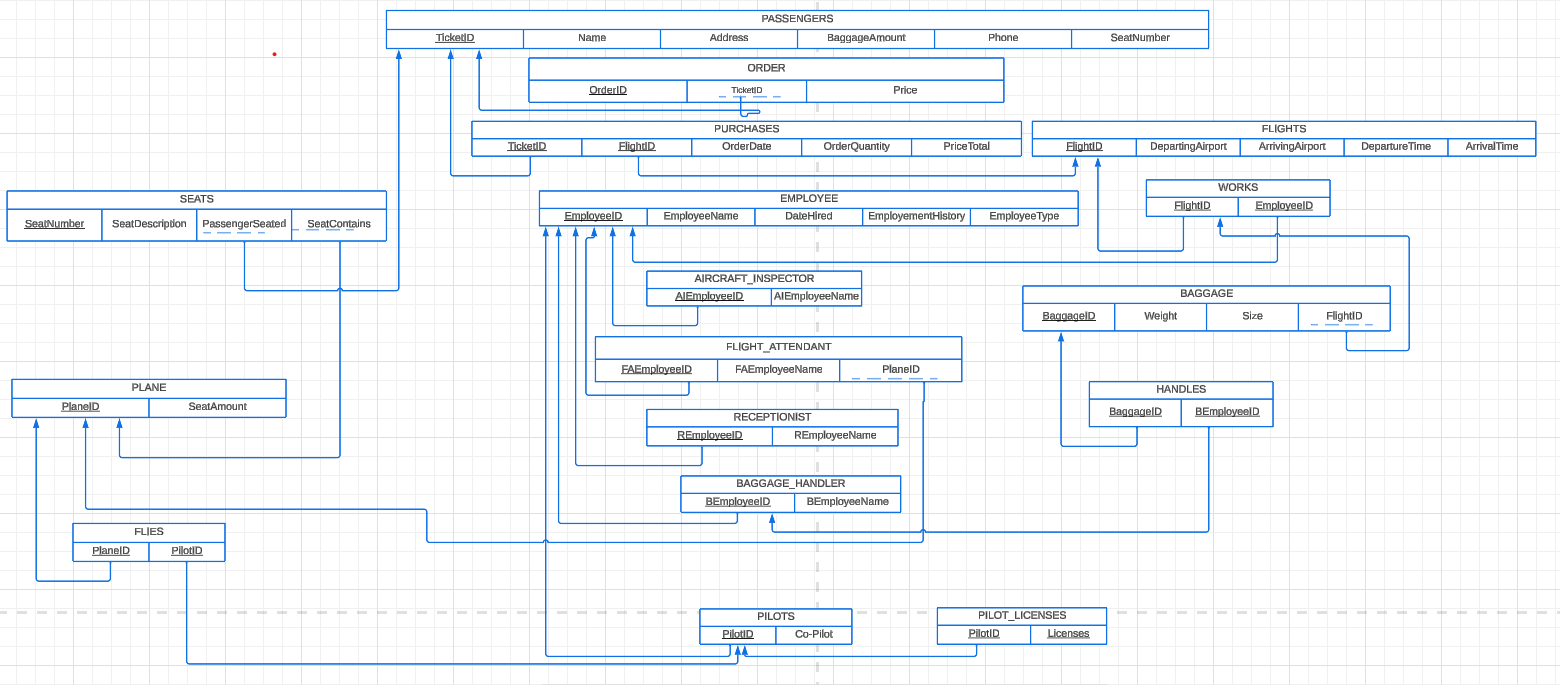 PASSENGERS
TicketID Name Address BaggageAmount Phone SeatNumber
ORDER
OrderID TicketID Price
PURCHASES
TicketID FlightID OrderDate OrderQuantity PriceTotal
FLIGHTS
FlightID DepartingAirport ArrivingAirport DepartureTime ArrivalTime
SEATS
SeatNumber SeatDescription PassengerSeated SeatContains
EMPLOYEE
EmployeeID EmployeeName DateHired EmployementHistory EmployeeType
WORKS
FlightID EmployeeID
AIRCRAFT_INSPECTOR
AIEmployeeID AIEmployeeName
BAGGAGE
BaggageID Weight Size FlightID
FLIGHT_ATTENDANT
FAEmployeeID FAEmployeeName PlaneID
PLANE
PlaneID SeatAmount
HANDLES
BaggageID BEmployeeID
RECEPTIONIST
REmployeeID REmployeeName
BAGGAGE_HANDLER
BEmployeeID BEmployeeName
FLIES
PlaneID PilotID
PILOTS
PilotID Co-Pilot
PILOT_LICENSES
PilotID Licenses